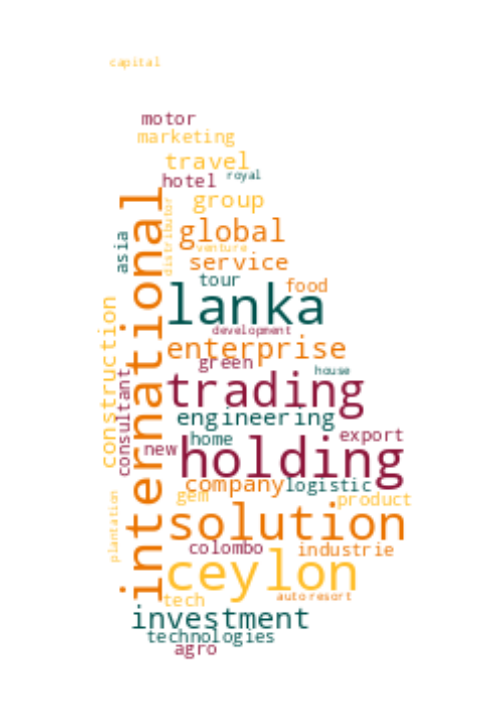 capital
motor
marketing
travel
hotel
royal
distributor
group
international
global
asia
venture
service
tour
food
lanka
construction
development
enterprise
green
house
consultant
trading
engineering
home
export
new
holding
company
logistic
gem
product
plantation
solution
colombo
industrie
ceylon
tech
auto
resort
investment
technologies
agro